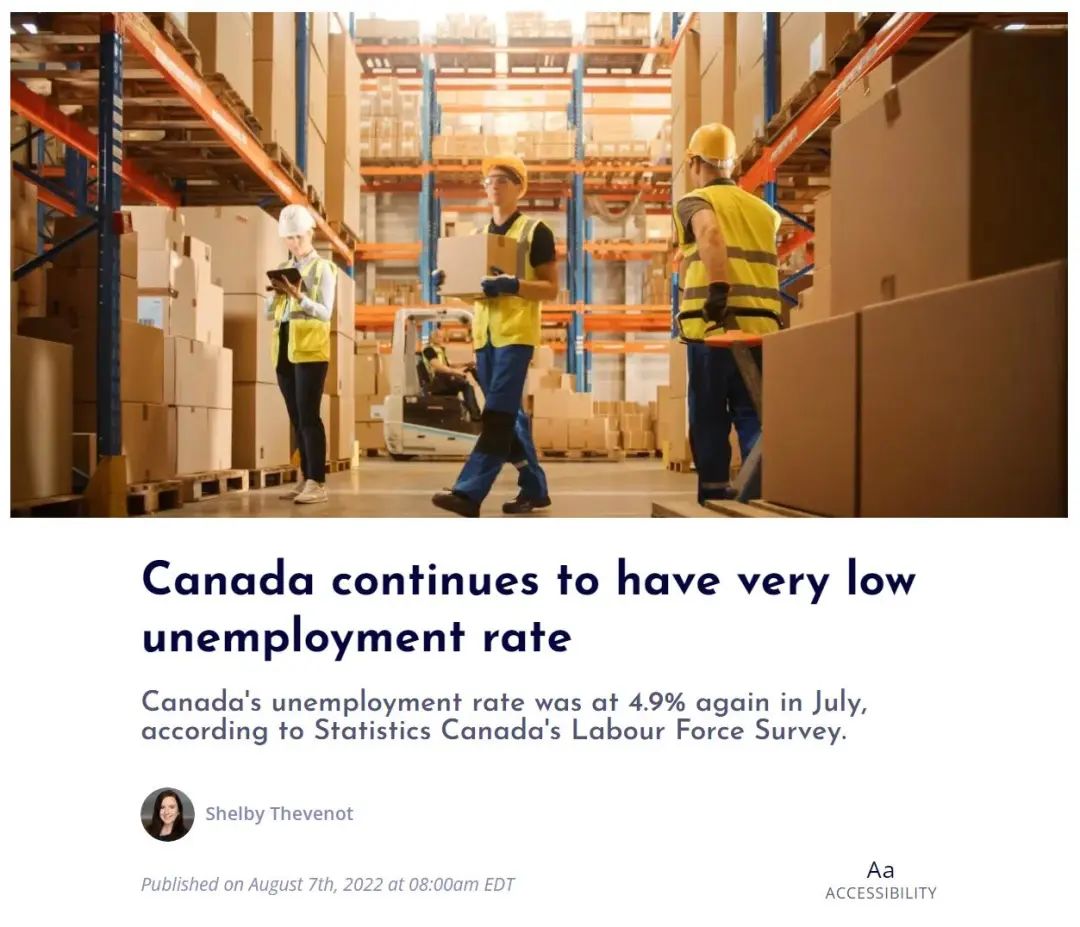 Canada continues to have very low
unemployment rate
Canada's unemployment rate was at 4.9% again in July,
according to Statistics Canada's Labour Force Survey.
Shelby Thevenot
Published on August 7th, 2022 at 08:00am EDT
Aa
ACCESSIBILITY